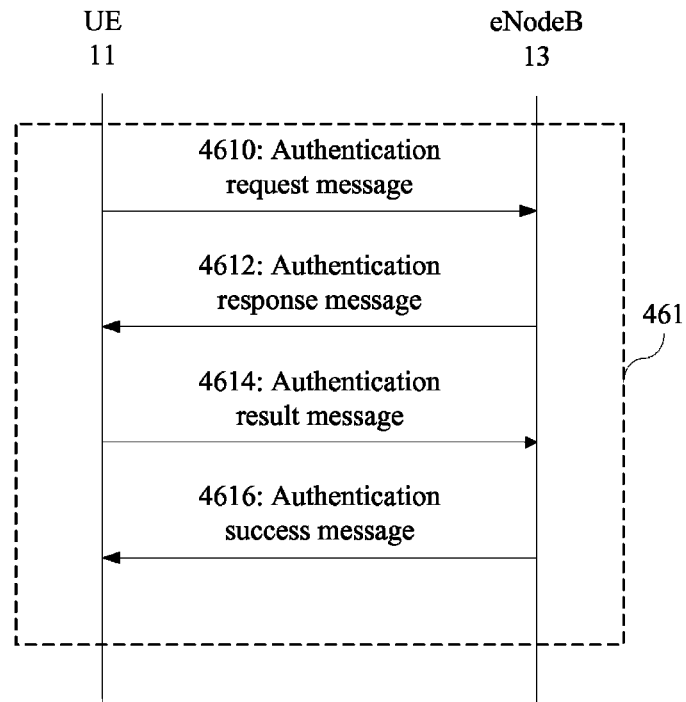 UE
11
eNodeB
13
4610: Authentication
request message
4612: Authentication
response message
461
4614: Authentication
result message
4616: Authentication
success message